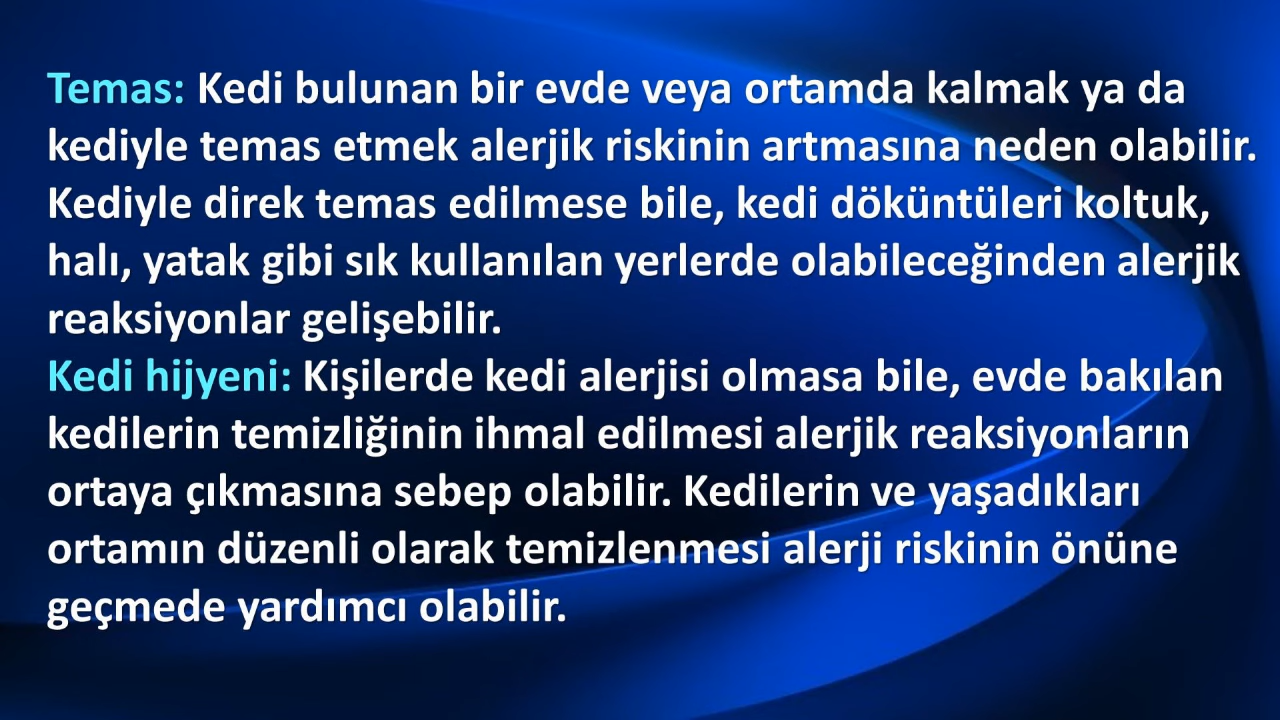 Temas: Kedi bulunan bir evde veya ortamda kalmak ya da
kediyle temas etmek alerjik riskinin artmasına neden olabilir.
Kediyle direk temas edilmese bile, kedi döküntüleri koltuk,
halı, yatak gibi sık kullanılan yerlerde olabileceğinden alerjik
reaksiyonlar gelişebilir.
Kedi hijyeni: Kişilerde kedi alerjisi olmasa bile, evde bakılan
kedilerin temizliğinin ihmal edilmesi alerjik reaksiyonların
ortaya çıkmasına sebep olabilir. Kedilerin ve yaşadıkları
ortamın düzenli olarak temizlenmesi alerji riskinin önüne
geçmede yardımcı olabilir.